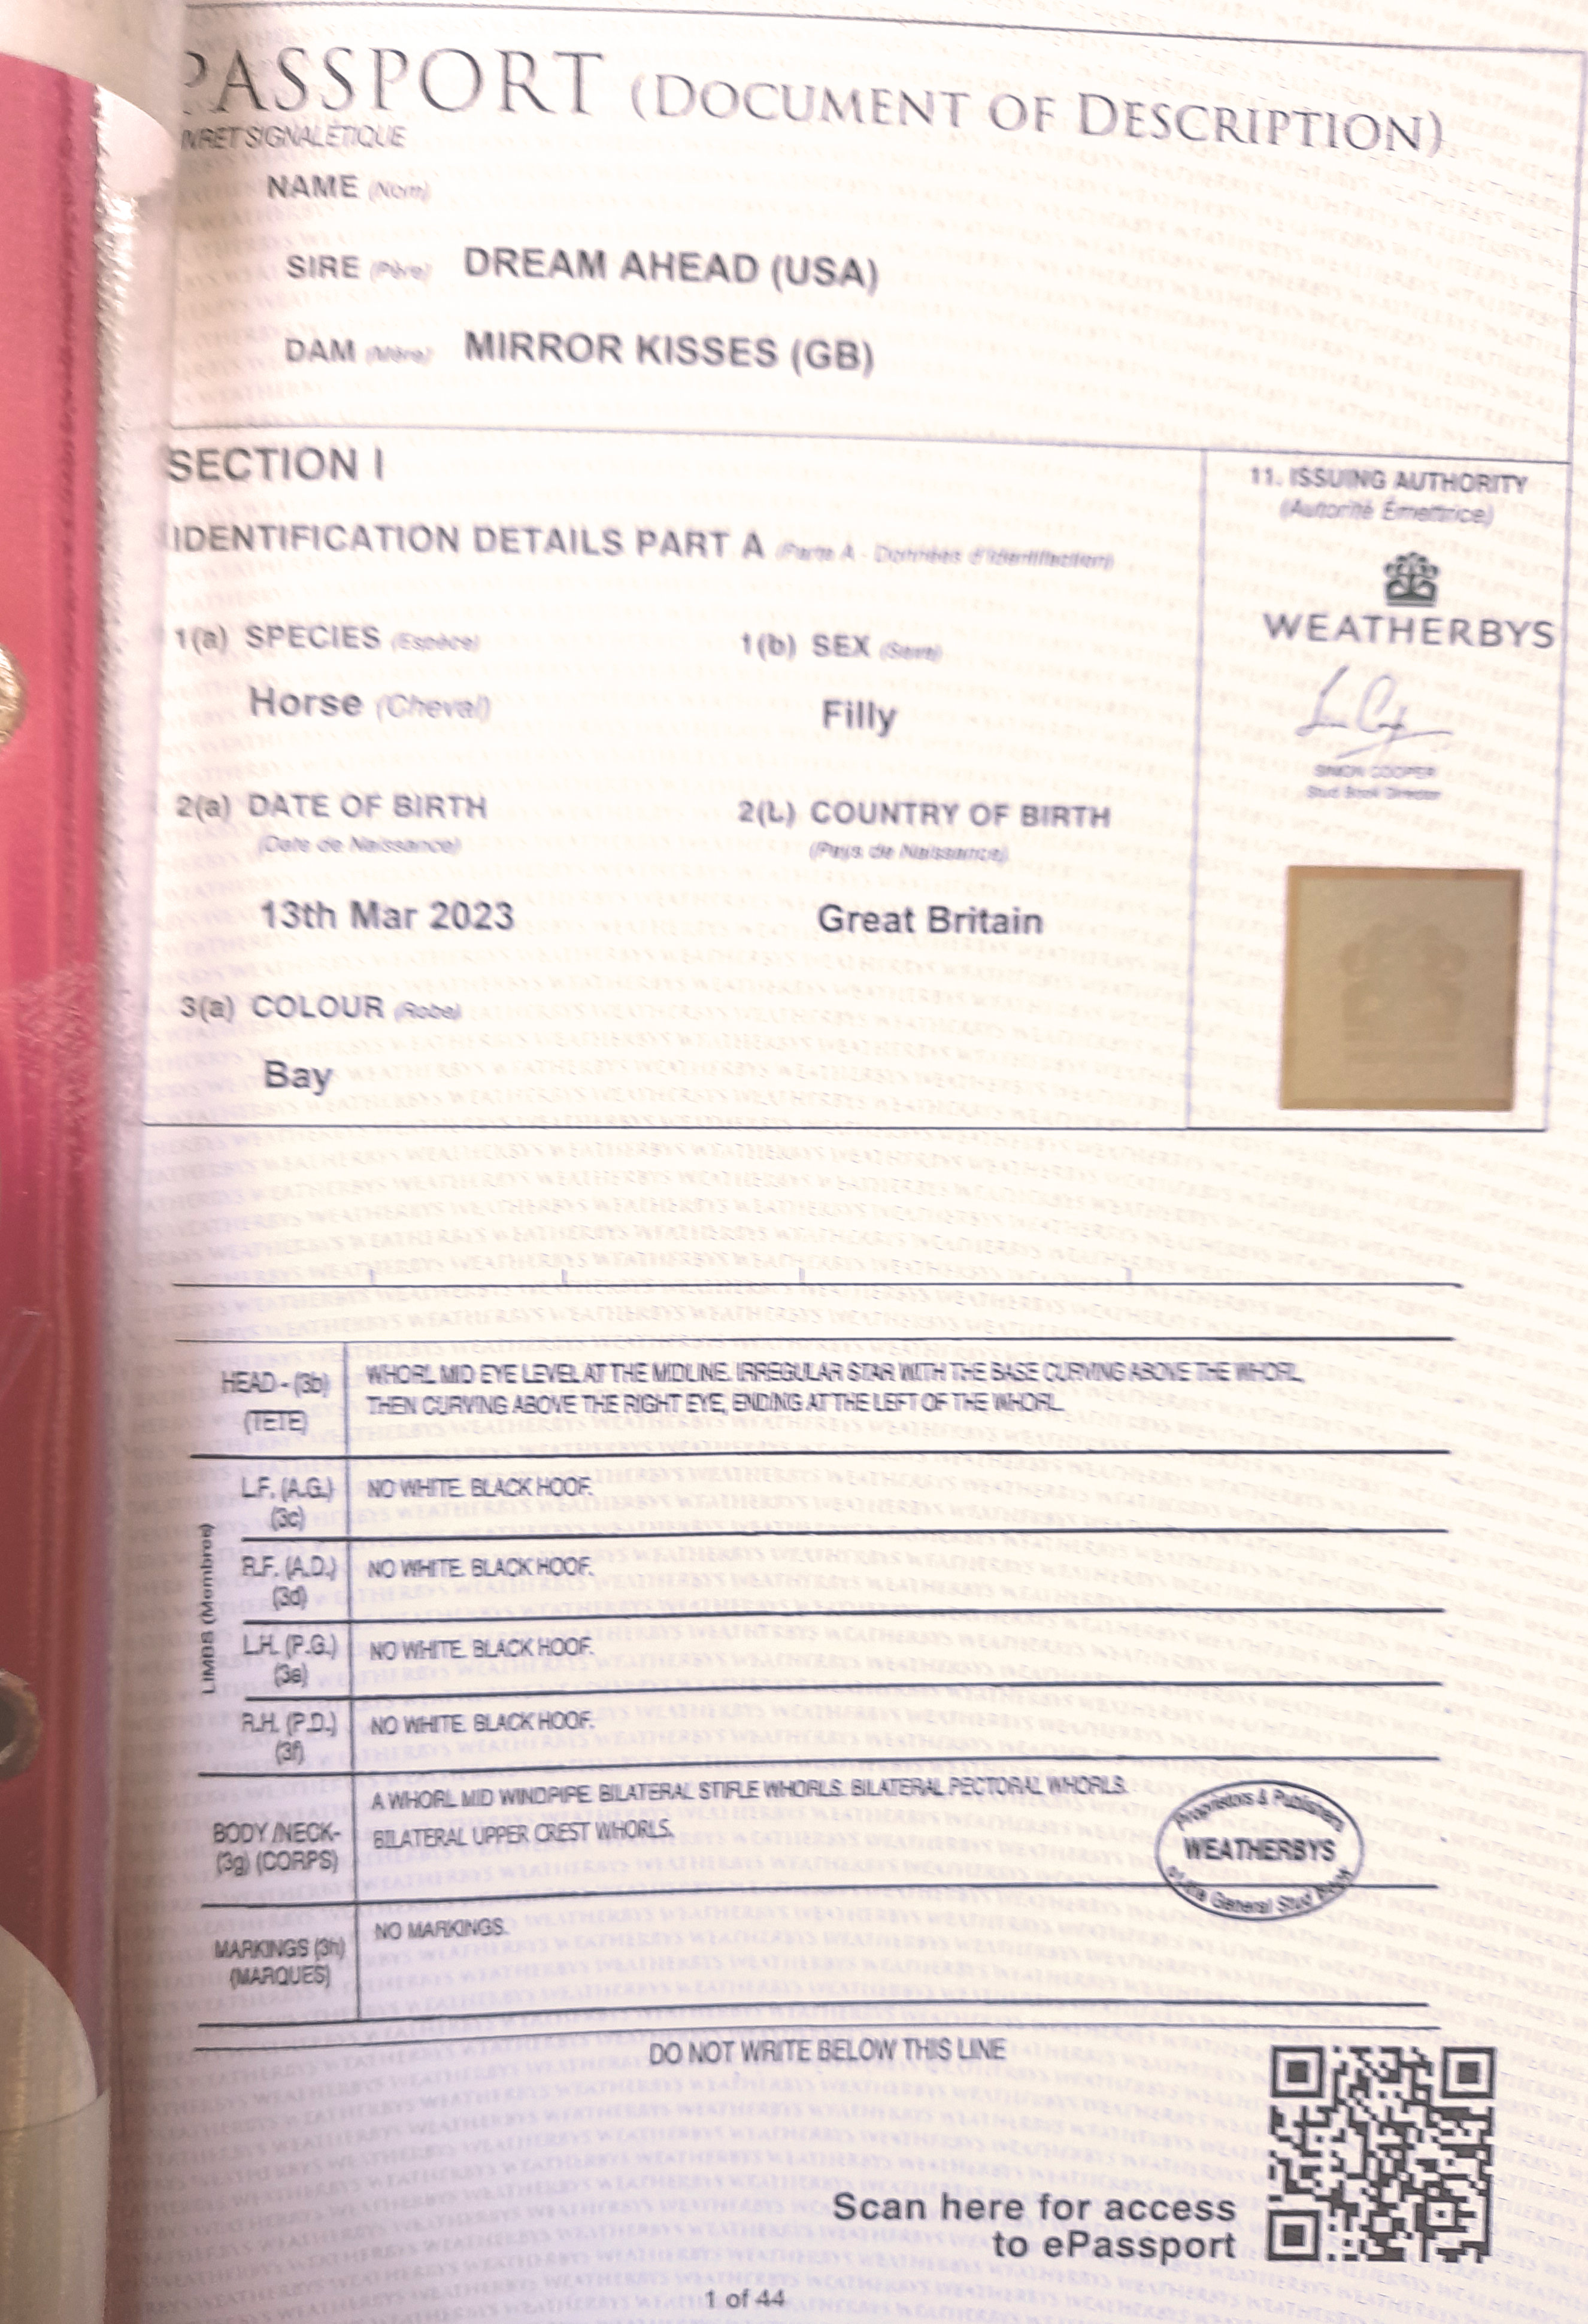 PASSPORT (DOCUMENT OF DESCRIPTION)
IVRET SIGNALÉTIQUE
NAME (Nom)
SIRE (Père) DREAM AHEAD (USA)
DAM (Mère) MIRROR KISSES (GB)
SECTION I
IDENTIFICATION DETAILS PART A (Partie A - Données d'identification)
11. ISSUING AUTHORITY
(Autorité Émettrice)
WEATHERBYS
SIMON COOPER
Stud Book Director
1(a) SPECIES (Espèce)
1(b) SEX (Sexe)
Horse (Cheval)
Filly
2(a) DATE OF BIRTH
(Date de Naissance)
2(b) COUNTRY OF BIRTH
(Pays de Naissance)
13th Mar 2023
Great Britain
3(a) COLOUR (Robe)
Bay
HEAD - (3b)
(TETE)
WHORL MID EYE LEVEL AT THE MIDLINE. IRREGULAR STAR WITH THE BASE CURVING ABOVE THE WHORL,
THEN CURVING ABOVE THE RIGHT EYE, ENDING AT THE LEFT OF THE WHORL.
LIMBS (Membres)
L.F. (A.G.)
(3c)
NO WHITE. BLACK HOOF.
R.F. (A.D.)
(3d)
NO WHITE. BLACK HOOF.
L.H. (P.G.)
(3e)
NO WHITE. BLACK HOOF.
R.H. (P.D.)
(3f)
NO WHITE. BLACK HOOF.
BODY/NECK-
(3g) (CORPS)
A WHORL MID WINDPIPE. BILATERAL STIFLE WHORLS. BILATERAL PECTORAL WHORLS.
BILATERAL UPPER CREST WHORLS.
Proprietors & Publishers
WEATHERBYS
of the General Stud Book
MARKINGS (3h)
(MARQUES)
NO MARKINGS.
DO NOT WRITE BELOW THIS LINE
Scan here for access
to ePassport
1 of 44